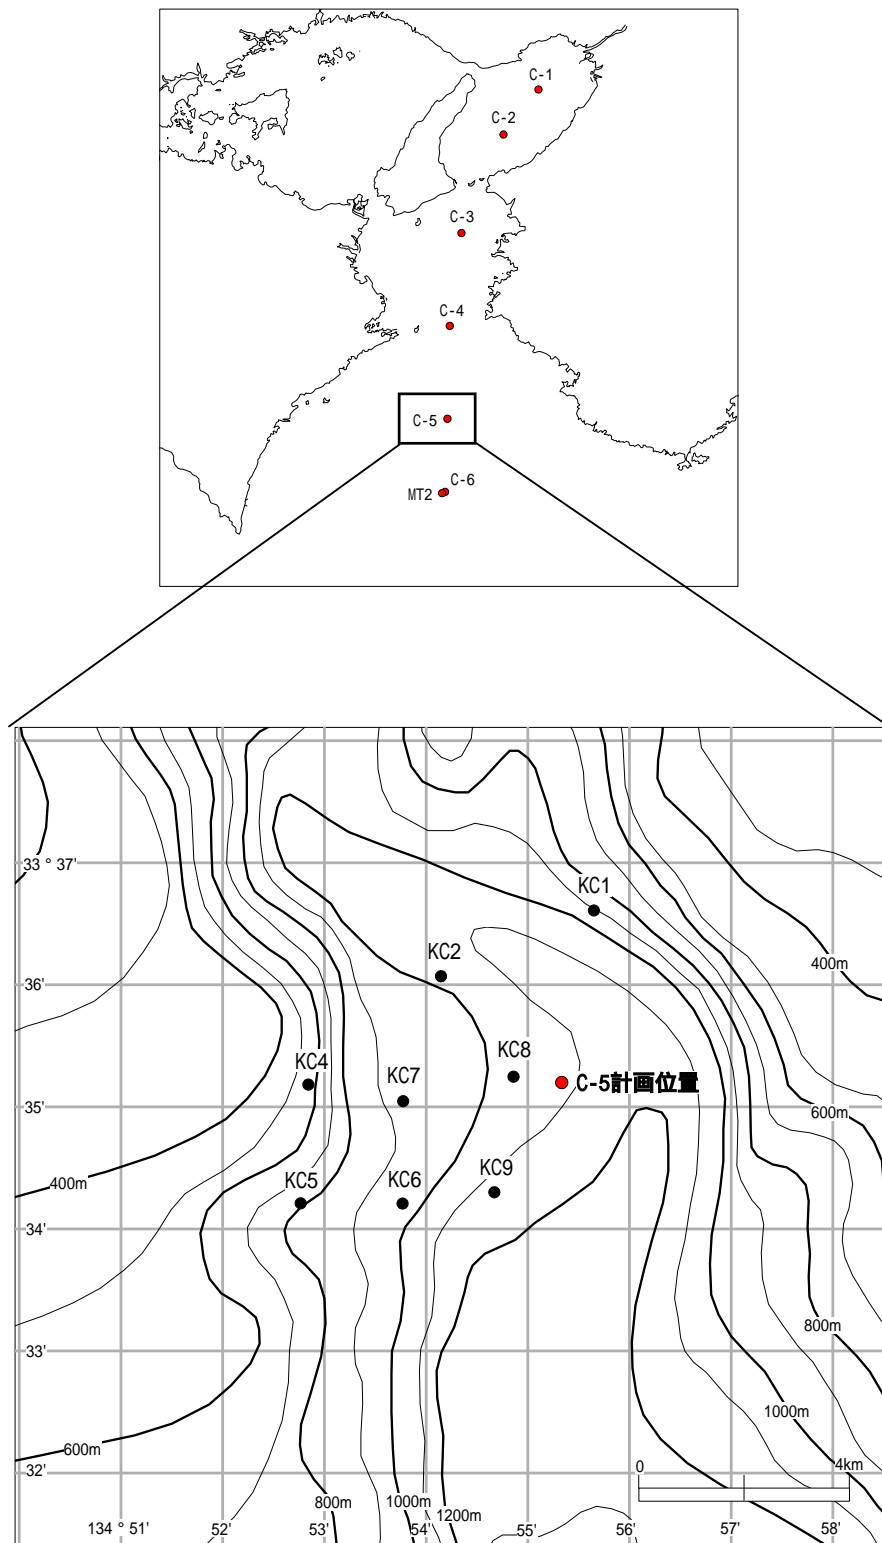 C-1
C-2
C-3
C-4
C-5
C-6
MT2
33 ° 37'
KC1
KC2
400m
36'
KC4
KC7
KC8
C-5計画位置
35'
600m
400m
KC5
KC6
KC9
34'
33'
800m
1000m
600m
32'
0
4km
800m
1000m
1200m
134 ° 51'
52'
53'
54'
55'
56'
57'
58'